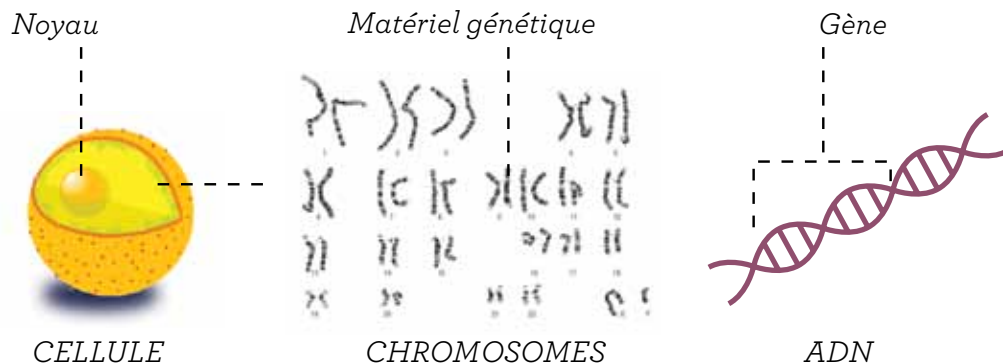 Noyau
Matériel génétique
Gène
CELLULE
CHROMOSOMES
ADN